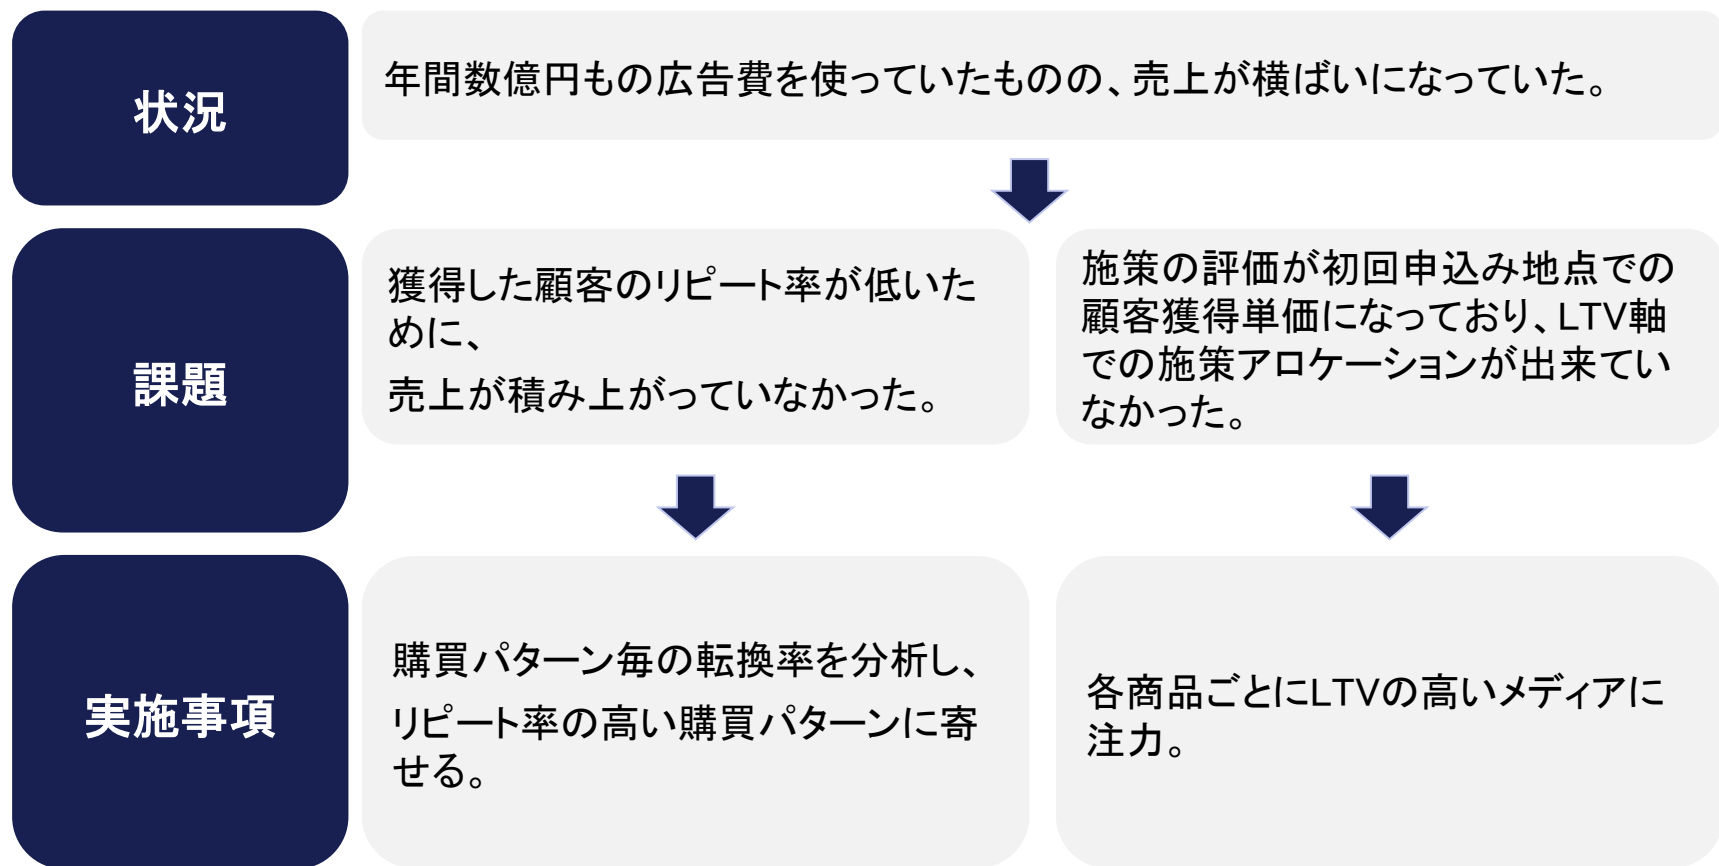 状況
年間数億円もの広告費を使っていたものの、売上が横ばいになっていた。
課題
獲得した顧客のリピート率が低いた
めに、
売上が積み上がっていなかった。
施策の評価が初回申込み地点での
顧客獲得単価になっており、LTV軸
での施策アロケーションが出来てい
なかった。
実施事項
購買パターン毎の転換率を分析し、
リピート率の高い購買パターンに寄
せる。
各商品ごとにLTVの高いメディアに
注力。